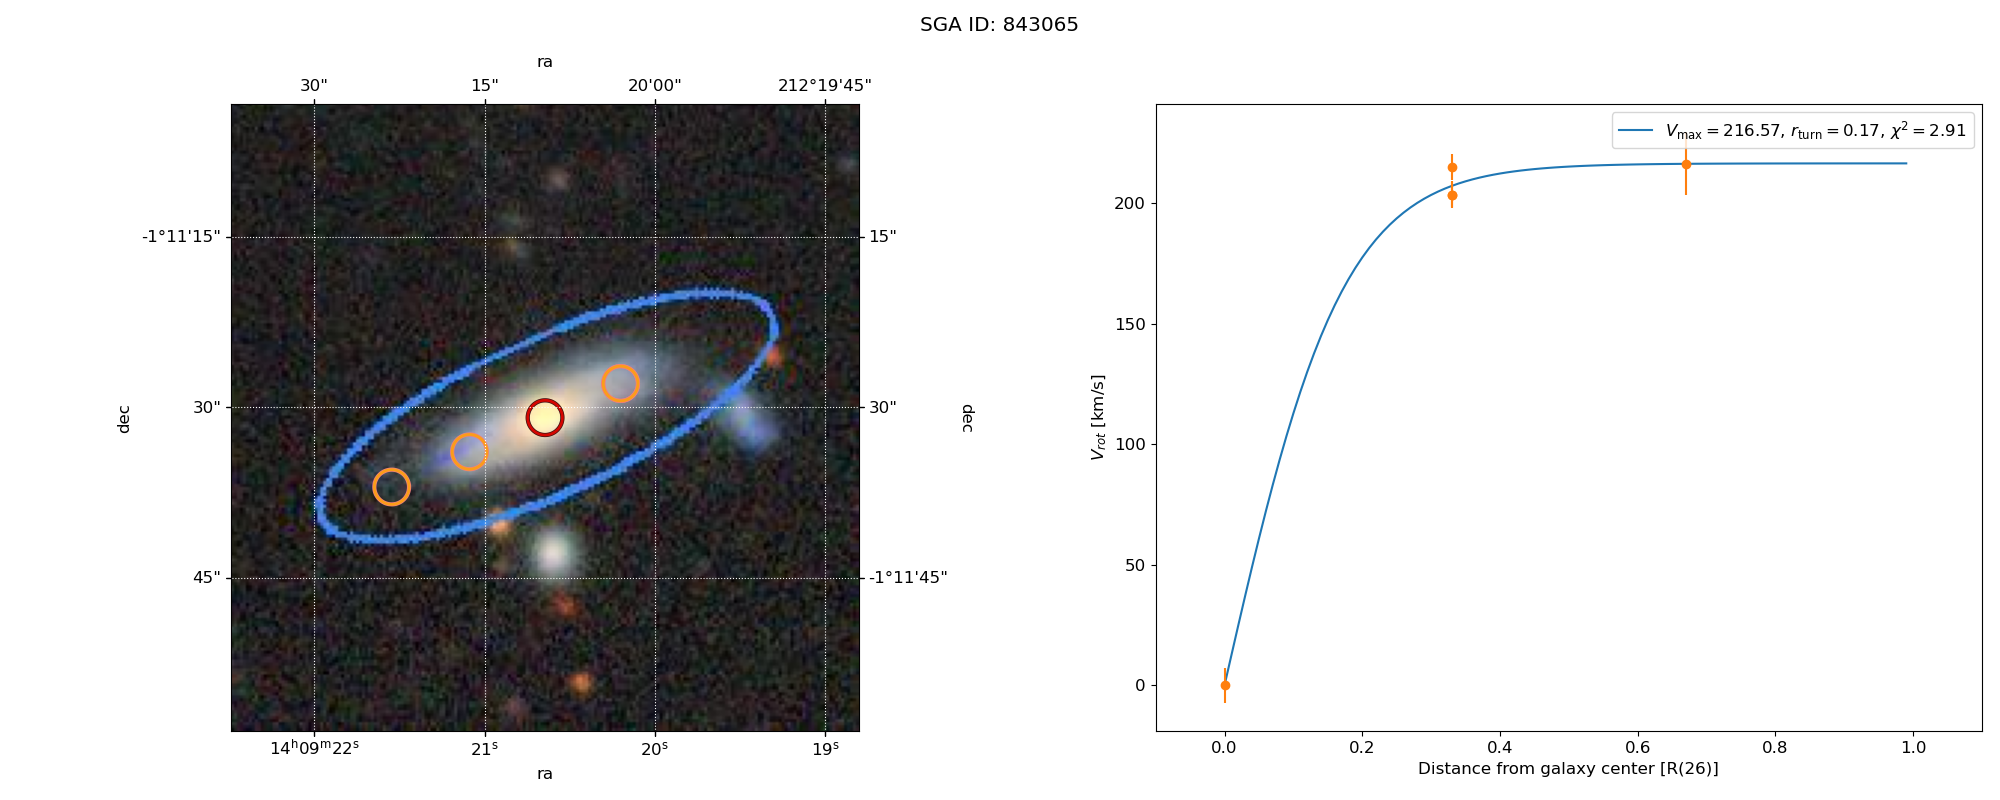 SGA ID: 843065
ra
30" 15" 20'00" 212°19'45"
-1°11'15" 15"
30" 30"
45" -1°11'45"
dec
dec
14ʰ09ᵐ22ˢ 21ˢ 20ˢ 19ˢ
ra
V_max = 216.57, r_turn = 0.17, χ² = 2.91
200
150
100
50
0
V_rot [km/s]
0.0 0.2 0.4 0.6 0.8 1.0
Distance from galaxy center [R(26)]